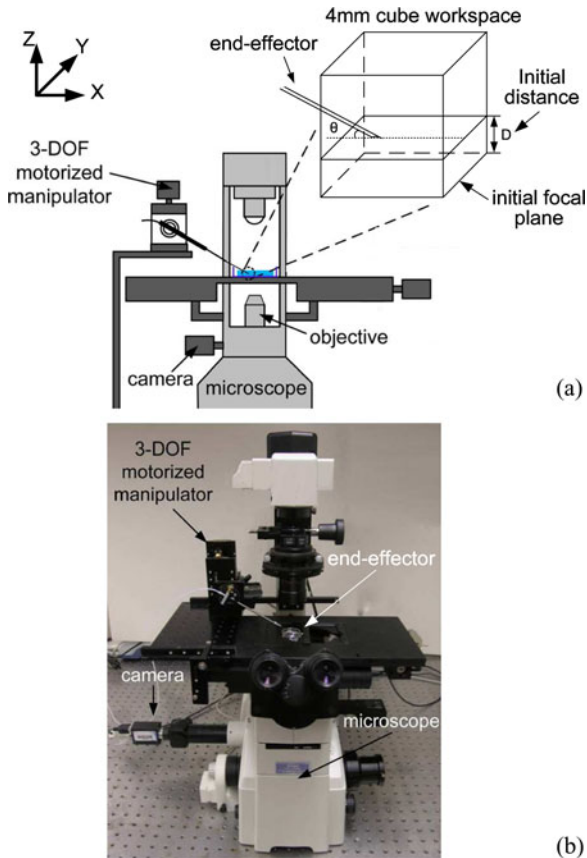 Z
Y
X
4mm cube workspace
end-effector
Initial
distance
θ
D
initial focal
plane
3-DOF
motorized
manipulator
objective
camera
microscope
(a)
3-DOF
motorized
manipulator
end-effector
camera
microscope
(b)